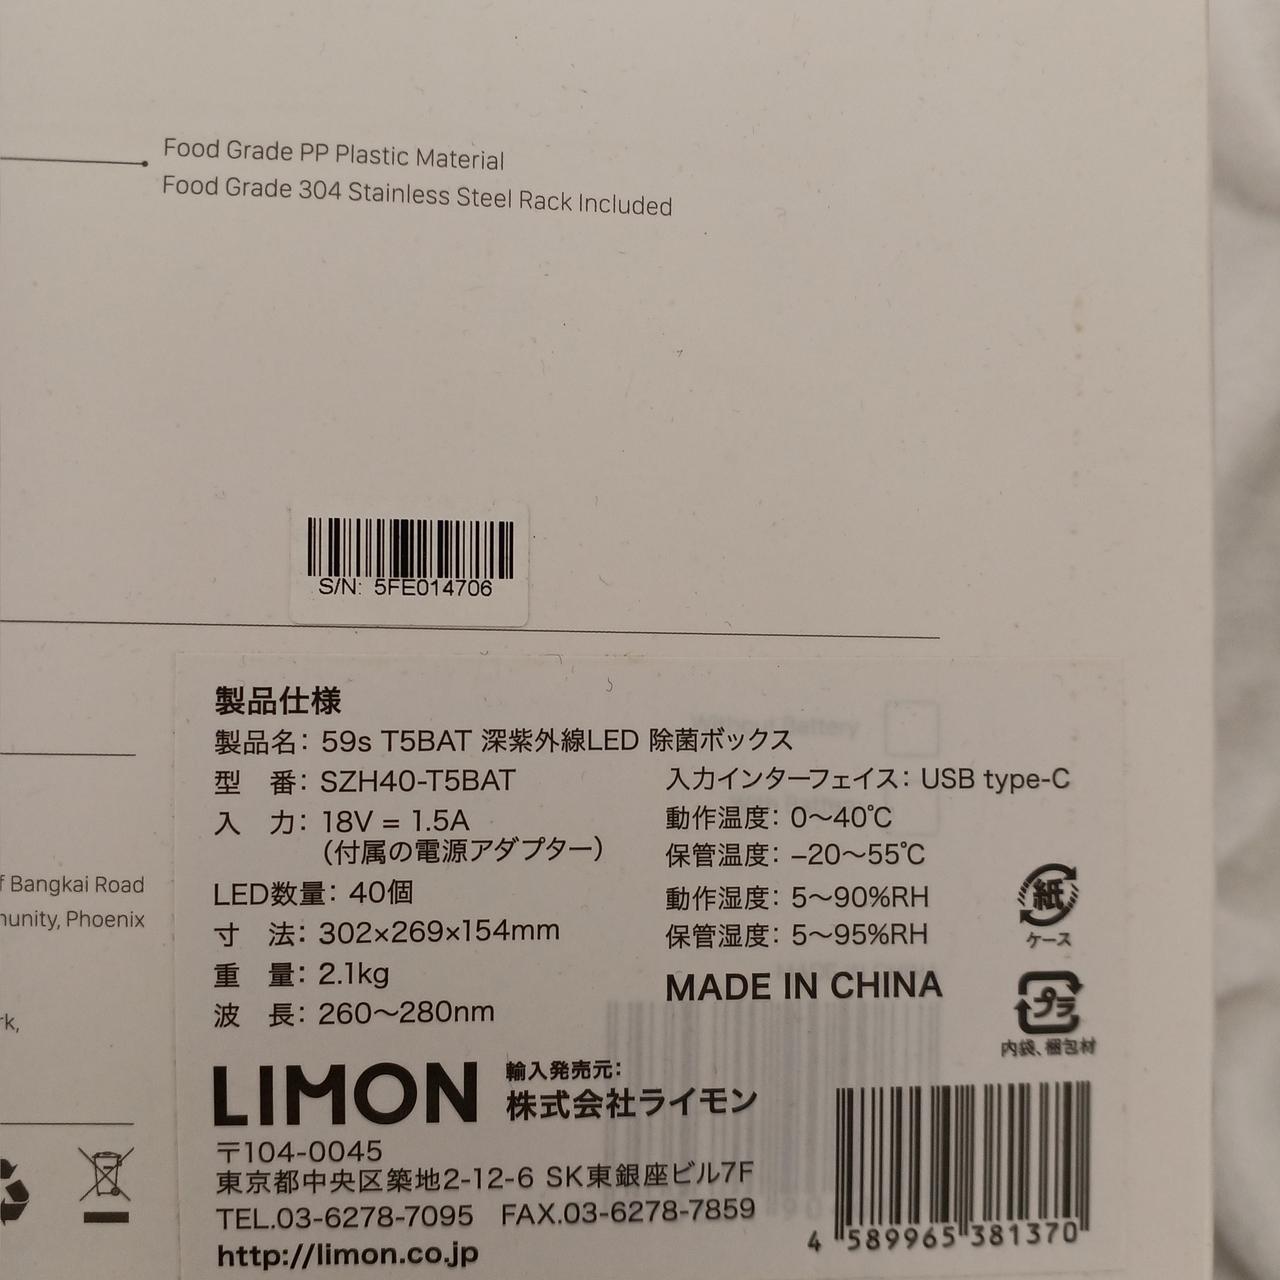 Food Grade PP Plastic Material
Food Grade 304 Stainless Steel Rack Included
S/N: 5FE014706
製品仕様
製品名：59s T5BAT 深紫外線LED 除菌ボックス
型　番：SZH40-T5BAT
入　力：18V = 1.5A
（付属の電源アダプター）
LED数量：40個
寸　法：302×269×154mm
重　量：2.1kg
波　長：260～280nm
入力インターフェイス：USB type-C
動作温度：0～40℃
保管温度：−20～55℃
動作湿度：5～90%RH
保管湿度：5～95%RH
MADE IN CHINA
紙
ケース
プラ
内袋、梱包材
Without Battery
Bangkai Road
Phoenix
LIMON
輸入発売元：
株式会社ライモン
〒104-0045
東京都中央区築地2-12-6 SK東銀座ビル7F
TEL.03-6278-7095 FAX.03-6278-7859
http://limon.co.jp
4 589965 381370